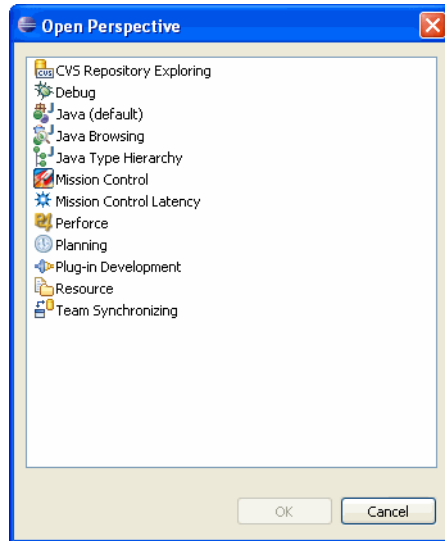 Open Perspective
CVS Repository Exploring
Debug
Java (default)
Java Browsing
Java Type Hierarchy
Mission Control
Mission Control Latency
Perforce
Planning
Plug-in Development
Resource
Team Synchronizing
OK Cancel